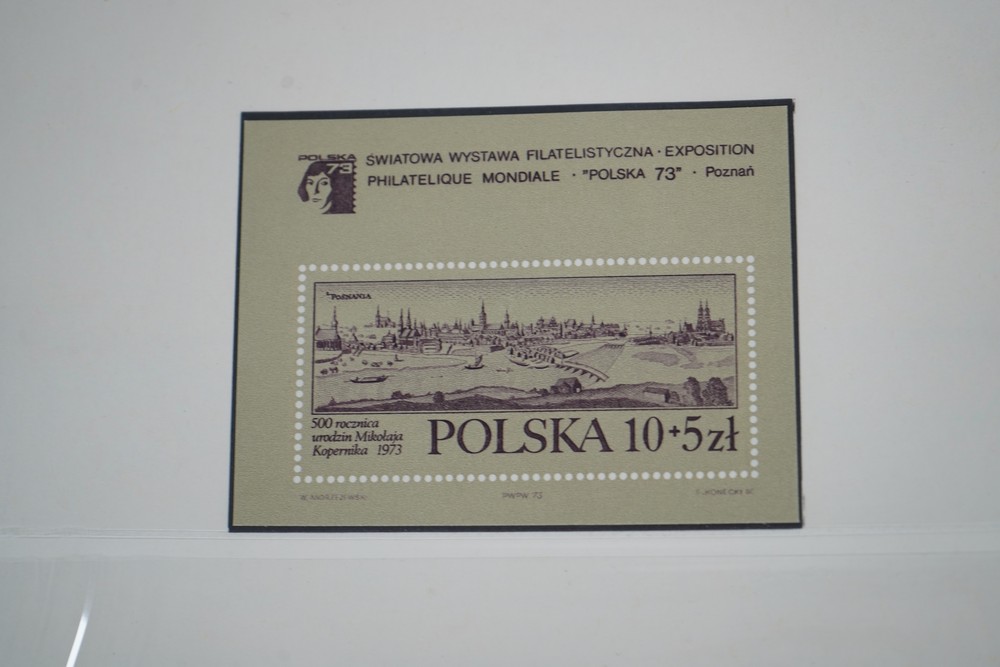 POLSKA
73
ŚWIATOWA WYSTAWA FILATELISTYCZNA · EXPOSITION
PHILATELIQUE MONDIALE · "POLSKA 73" · Poznań
POZNANIA
500 rocznica
urodzin Mikołaja
Kopernika 1973
POLSKA 10+5zł
PWPW 73